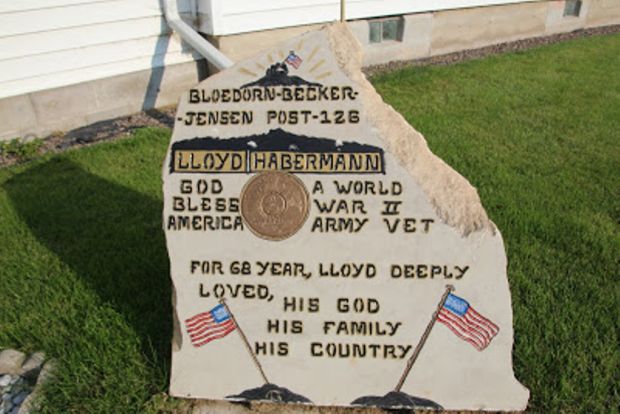 BLOEDORN-BECKER-
-JENSEN POST-126
LLOYD HABERMANN
GOD A WORLD
BLESS WAR II
AMERICA ARMY VET
FOR 68 YEAR, LLOYD DEEPLY
LOVED, HIS GOD
HIS FAMILY
HIS COUNTRY